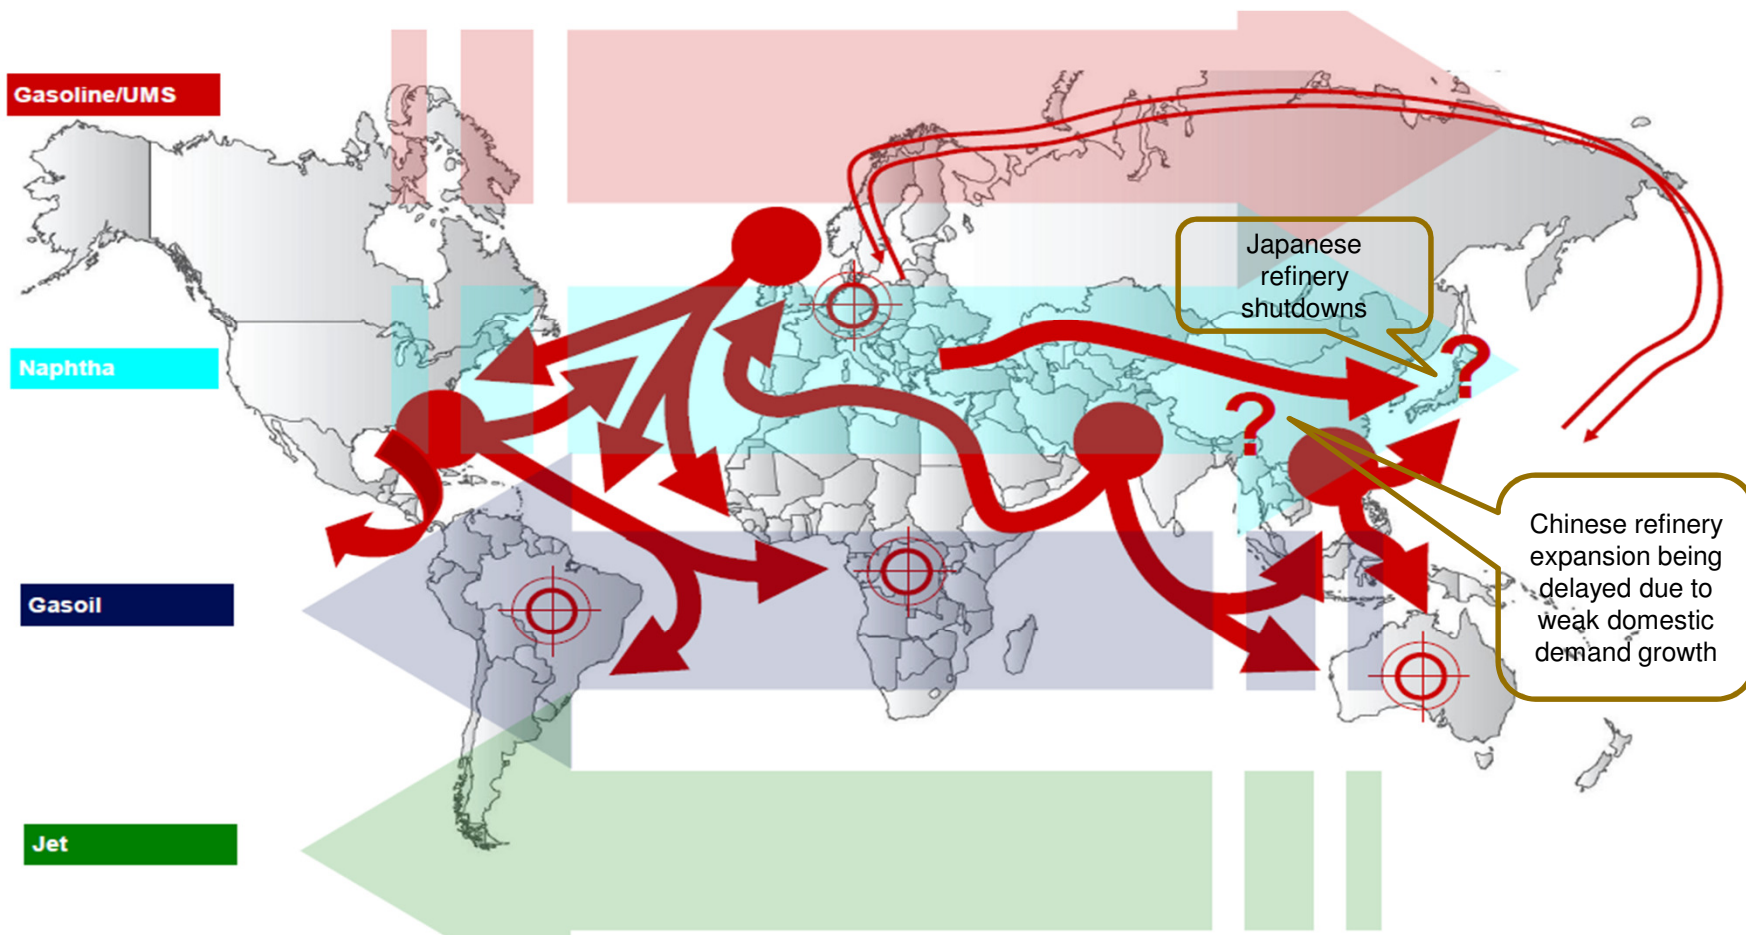 Gasoline/UMS
Japanese
refinery
shutdowns
Naphtha
?
?
Chinese refinery
expansion being
delayed due to
weak domestic
demand growth
Gasoil
Jet